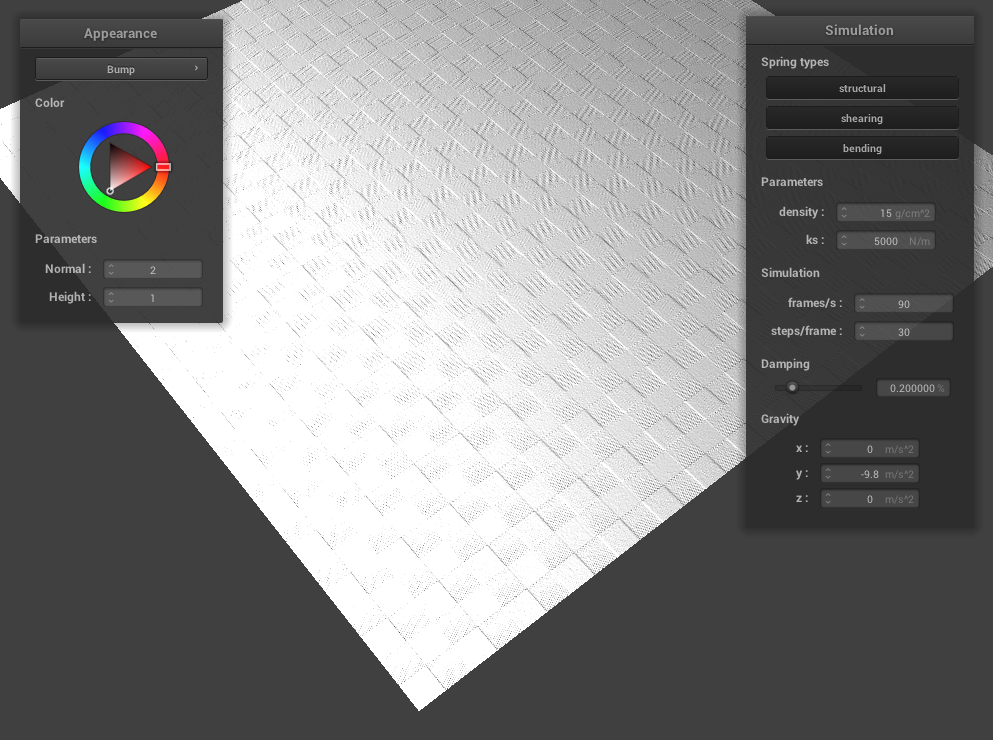 Appearance
Bump
Color
Parameters
Normal : 2
Height : 1
Simulation
Spring types
structural
shearing
bending
Parameters
density : 15 g/cm^2
ks : 5000 N/m
Simulation
frames/s : 90
steps/frame : 30
Damping
0.200000 %
Gravity
x : 0 m/s^2
y : -9.8 m/s^2
z : 0 m/s^2